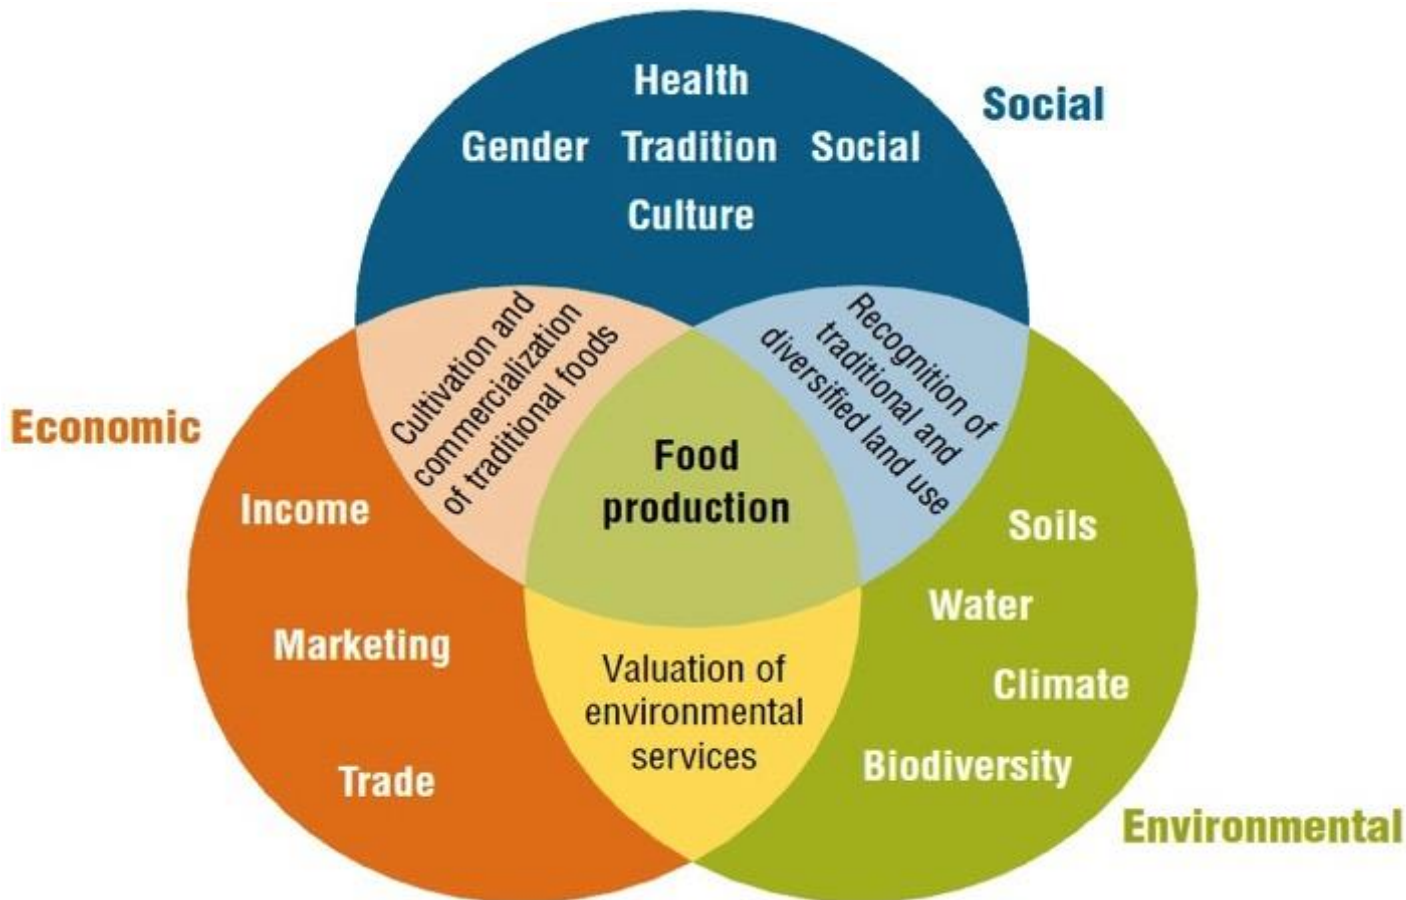 Health
Social
Gender Tradition Social
Culture
Cultivation and
commercialization
of traditional foods
Recognition of
traditional and
diversified land use
Economic
Food
production
Income
Soils
Water
Marketing
Valuation of
environmental
services
Climate
Biodiversity
Trade
Environmental